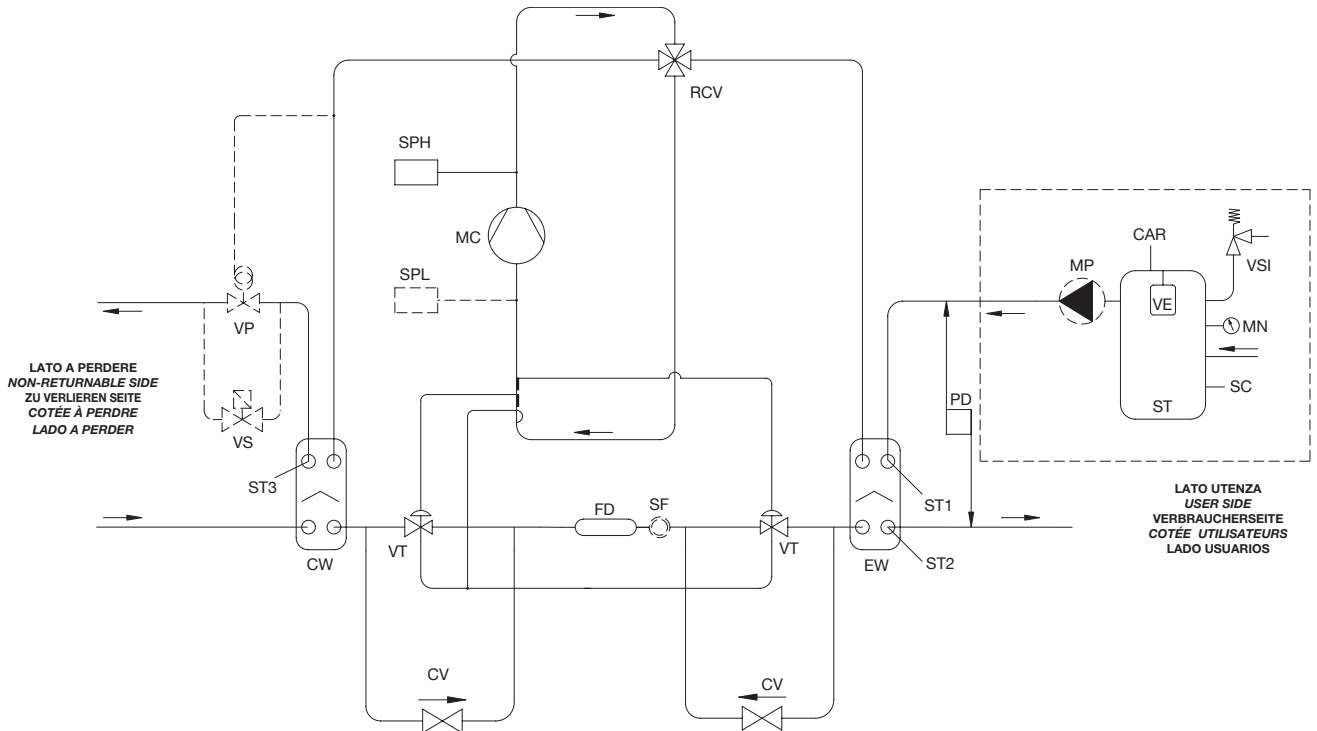 RCV
SPH
MC
SPL
CAR
VSI
MP
VE
MN
SC
ST
PD
VP
VS
LATO A PERDERE
NON-RETURNABLE SIDE
ZU VERLIEREN SEITE
COTÉE À PERDRE
LADO A PERDER
ST3
CW
VT
FD
SF
VT
EW
ST1
ST2
LATO UTENZA
USER SIDE
VERBRAUCHERSEITE
COTÉE UTILISATEURS
LADO USUARIOS
CV
CV